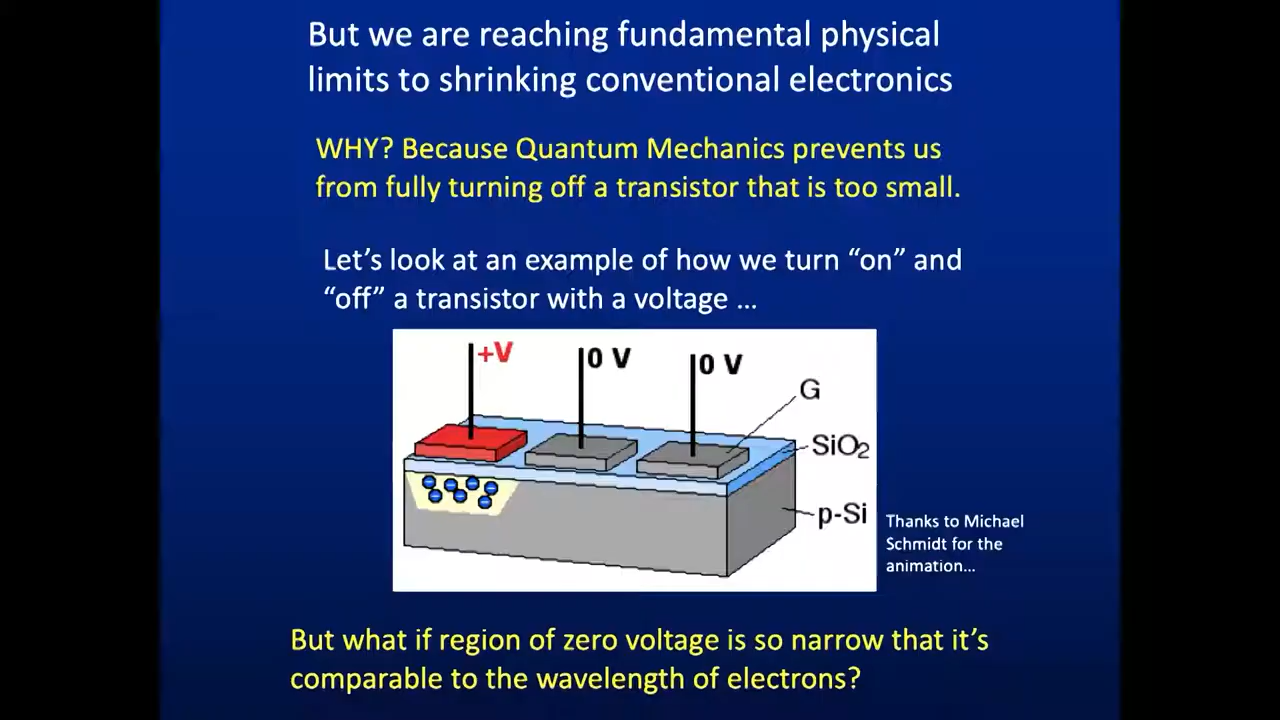 But we are reaching fundamental physical
limits to shrinking conventional electronics
WHY? Because Quantum Mechanics prevents us
from fully turning off a transistor that is too small.
Let's look at an example of how we turn “on” and
“off” a transistor with a voltage ...
+V
0 V
0 V
G
SiO₂
p-Si
Thanks to Michael
Schmidt for the
animation...
But what if region of zero voltage is so narrow that it's
comparable to the wavelength of electrons?